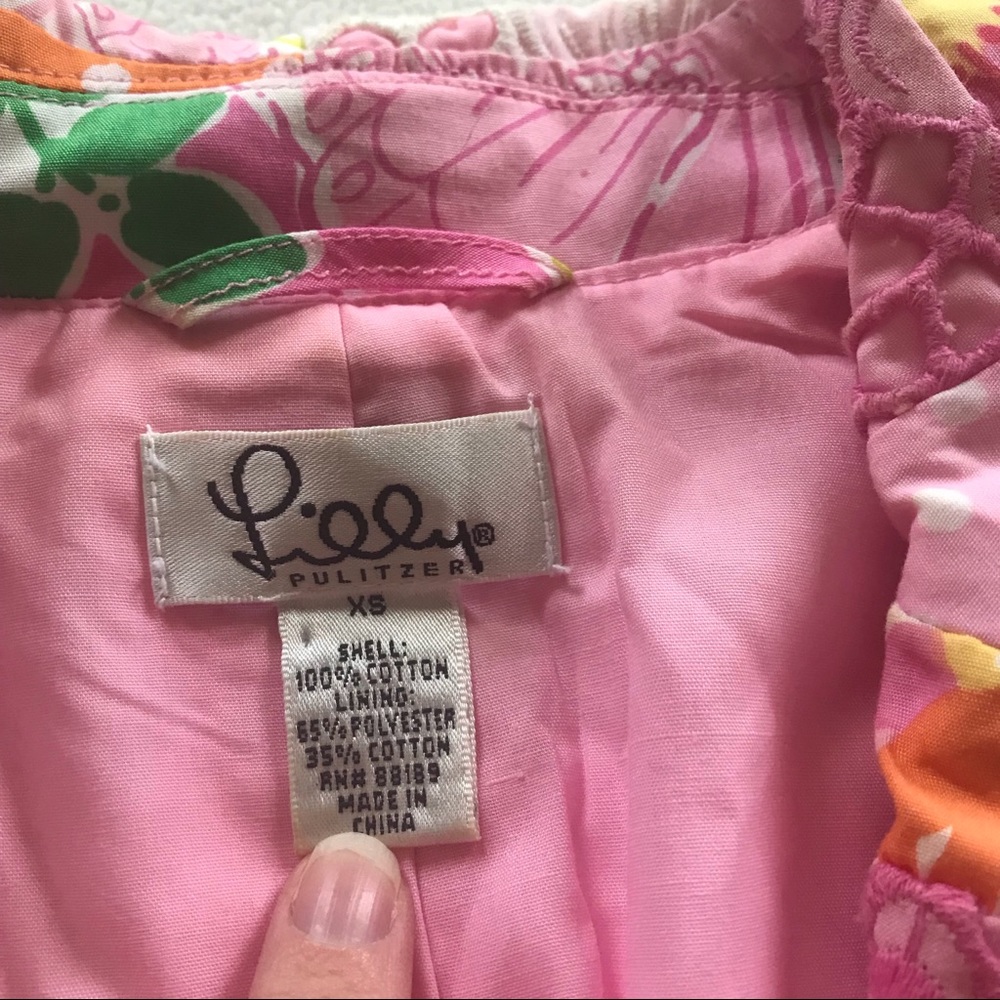 Lilly®
PULITZER
XS
SHELL:
100% COTTON
LINING:
65% POLYESTER
35% COTTON
RN# 88189
MADE IN
CHINA